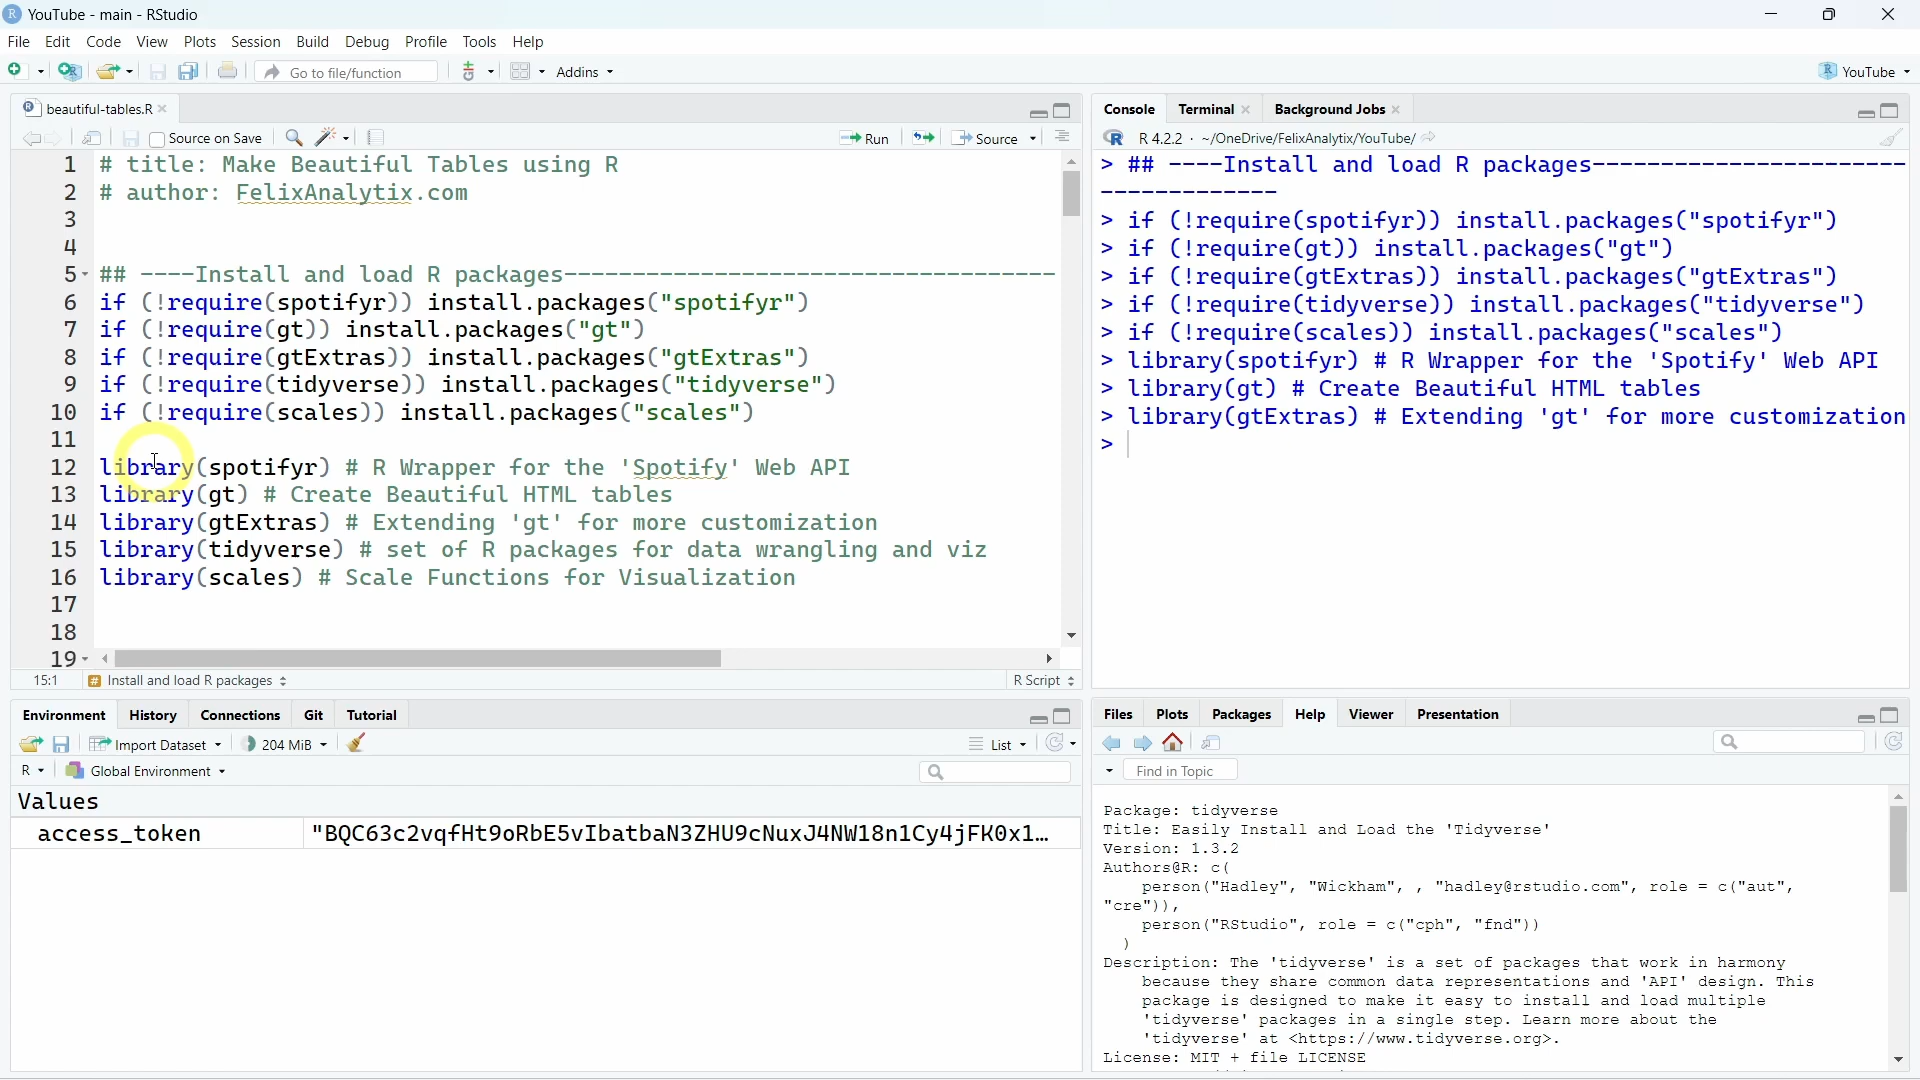 YouTube - main - RStudio
File Edit Code View Plots Session Build Debug Profile Tools Help
Go to file/function Addins YouTube
beautiful-tables.R
Source on Save Run Source
1 # title: Make Beautiful Tables using R
2 # author: FelixAnalytix.com
3
4
5 ## ----Install and load R packages------------------------------------
6 if (!require(spotifyr)) install.packages("spotifyr")
7 if (!require(gt)) install.packages("gt")
8 if (!require(gtExtras)) install.packages("gtExtras")
9 if (!require(tidyverse)) install.packages("tidyverse")
10 if (!require(scales)) install.packages("scales")
11
12 library(spotifyr) # R Wrapper for the 'Spotify' Web API
13 library(gt) # Create Beautiful HTML tables
14 library(gtExtras) # Extending 'gt' for more customization
15 library(tidyverse) # set of R packages for data wrangling and viz
16 library(scales) # Scale Functions for Visualization
17
18
19
15:1 # Install and load R packages R Script
Console Terminal Background Jobs
R 4.2.2 · ~/OneDrive/FelixAnalytix/YouTube/
> ## ----Install and load R packages-----------------------
-------------
> if (!require(spotifyr)) install.packages("spotifyr")
> if (!require(gt)) install.packages("gt")
> if (!require(gtExtras)) install.packages("gtExtras")
> if (!require(tidyverse)) install.packages("tidyverse")
> if (!require(scales)) install.packages("scales")
> library(spotifyr) # R Wrapper for the 'Spotify' Web API
> library(gt) # Create Beautiful HTML tables
> library(gtExtras) # Extending 'gt' for more customization
>
Environment History Connections Git Tutorial
Import Dataset 204 MiB List
R Global Environment
Values
access_token "BQC63c2vqfHt9oRbE5vIbatbaN3ZHU9cNuxJ4NW18n1Cy4jFK0x1…
Files Plots Packages Help Viewer Presentation
Find in Topic
Package: tidyverse
Title: Easily Install and Load the 'Tidyverse'
Version: 1.3.2
Authors@R: c(
person("Hadley", "Wickham", , "hadley@rstudio.com", role = c("aut",
"cre")),
person("RStudio", role = c("cph", "fnd"))
)
Description: The 'tidyverse' is a set of packages that work in harmony
because they share common data representations and 'API' design. This
package is designed to make it easy to install and load multiple
'tidyverse' packages in a single step. Learn more about the
'tidyverse' at <https://www.tidyverse.org>.
License: MIT + file LICENSE